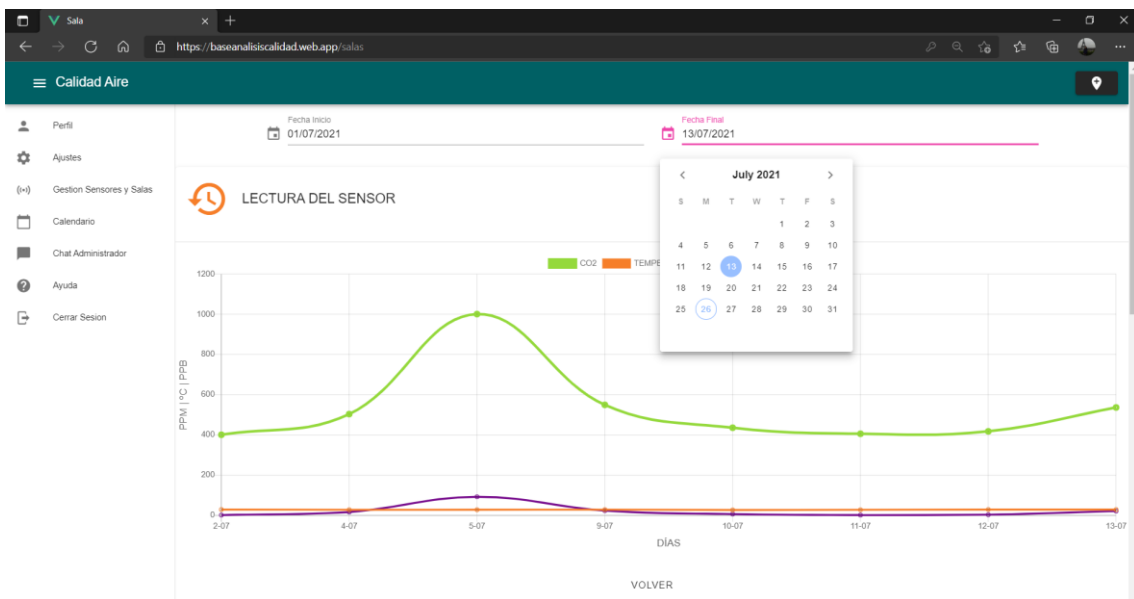 Sala
https://baseanalisiscalidad.web.app/salas
Calidad Aire
Perfil
Ajustes
Gestion Sensores y Salas
Calendario
Chat Administrador
Ayuda
Cerrar Sesion
Fecha Inicio
01/07/2021
Fecha Final
13/07/2021
LECTURA DEL SENSOR
July 2021
S M T W T F S
1 2 3
4 5 6 7 8 9 10
11 12 13 14 15 16 17
18 19 20 21 22 23 24
25 26 27 28 29 30 31
CO2 TEMPE
PPM | ºC | PPB
1200
1000
800
600
400
200
0
2-07 4-07 5-07 9-07 10-07 11-07 12-07 13-07
DÍAS
VOLVER